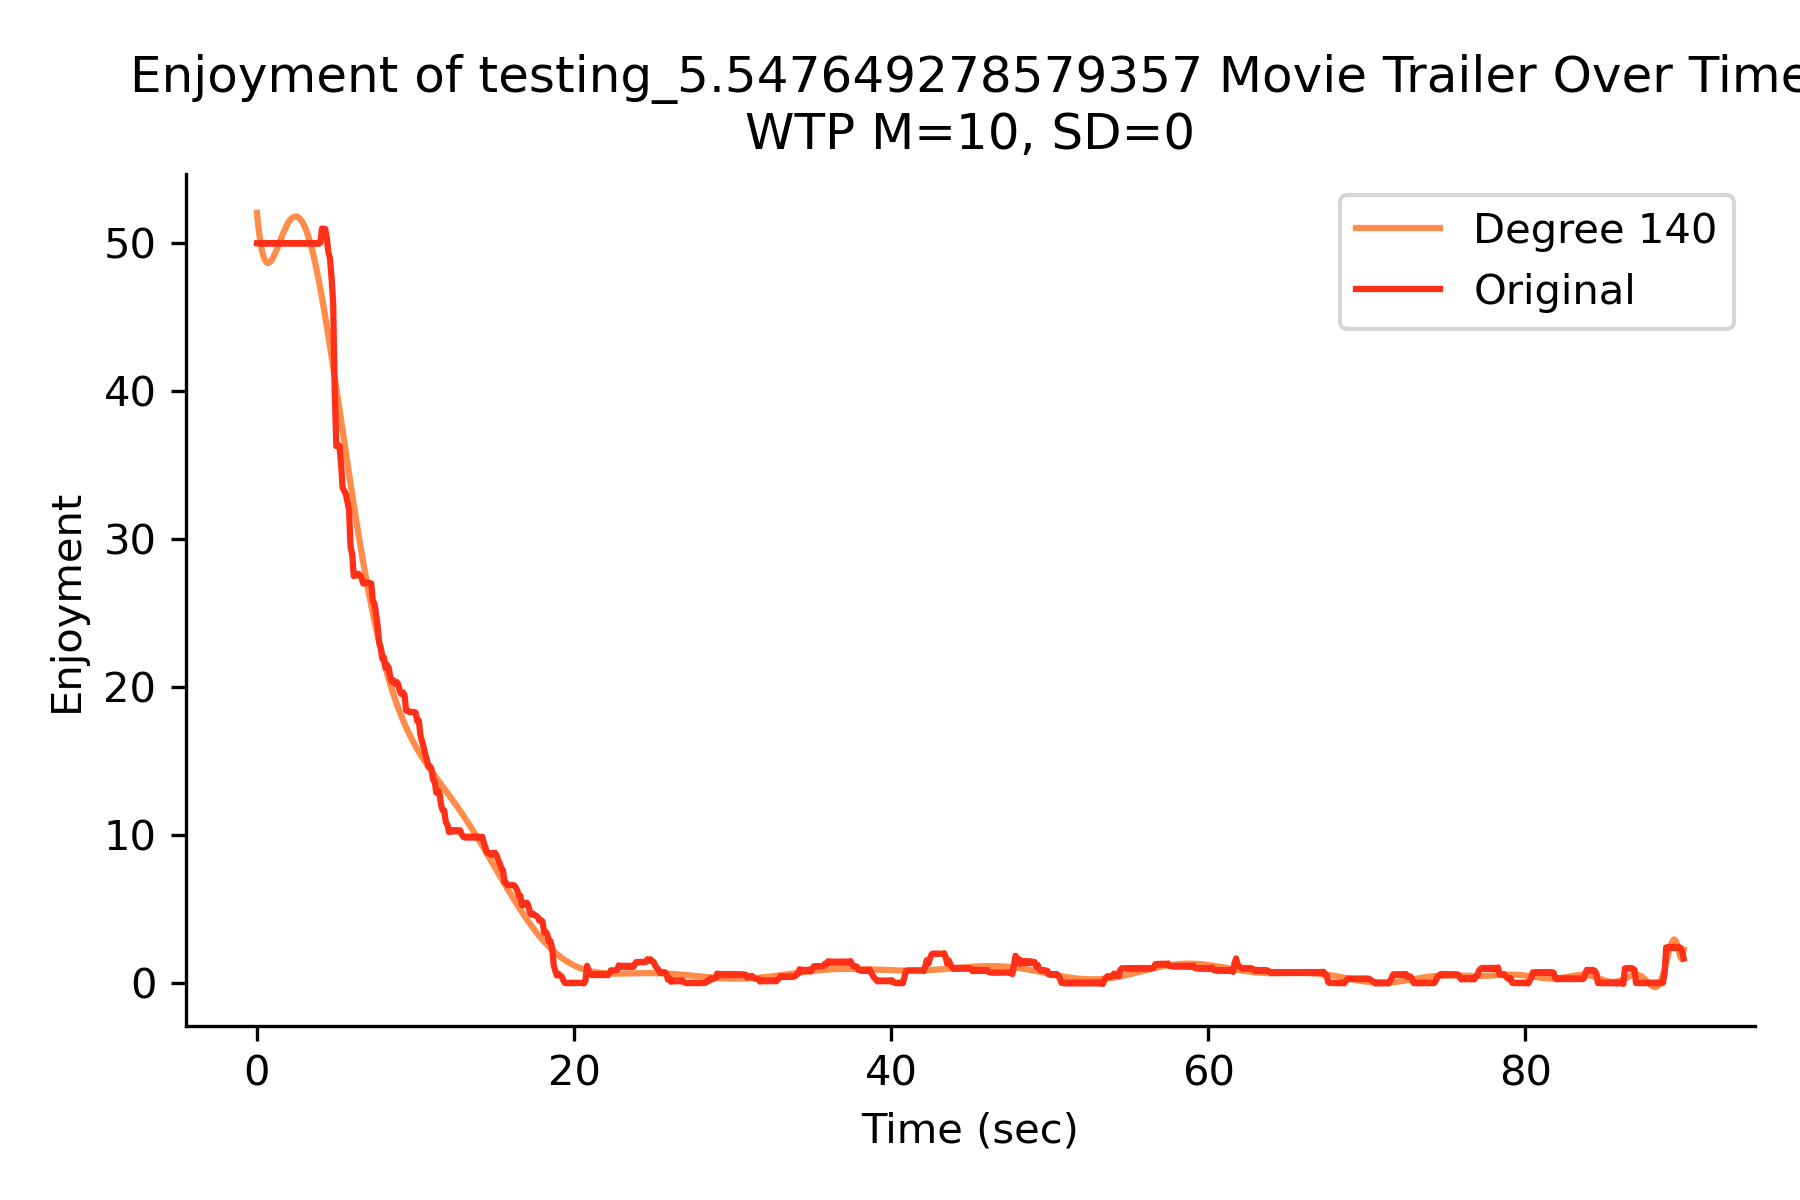 Enjoyment of testing_5.547649278579357 Movie Trailer Over Time
WTP M=10, SD=0
Degree 140
Original
Enjoyment
50
40
30
20
10
0
0 20 40 60 80
Time (sec)